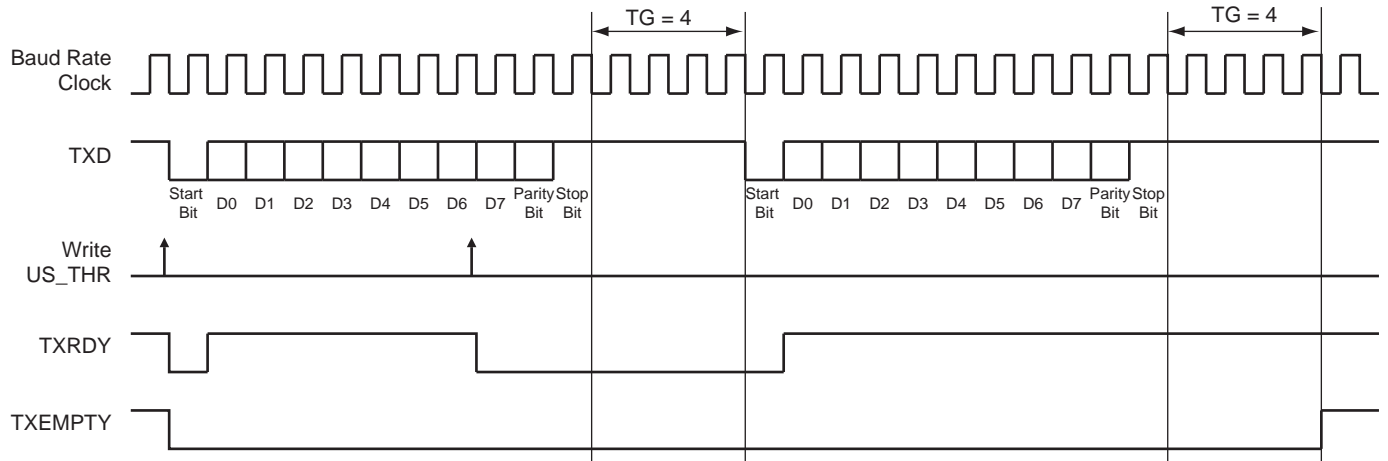 TG = 4
TG = 4
Baud Rate
Clock
TXD
Start
Bit
D0
D1
D2
D3
D4
D5
D6
D7
Parity
Bit
Stop
Bit
Start
Bit
D0
D1
D2
D3
D4
D5
D6
D7
Parity
Bit
Stop
Bit
Write
US_THR
TXRDY
TXEMPTY